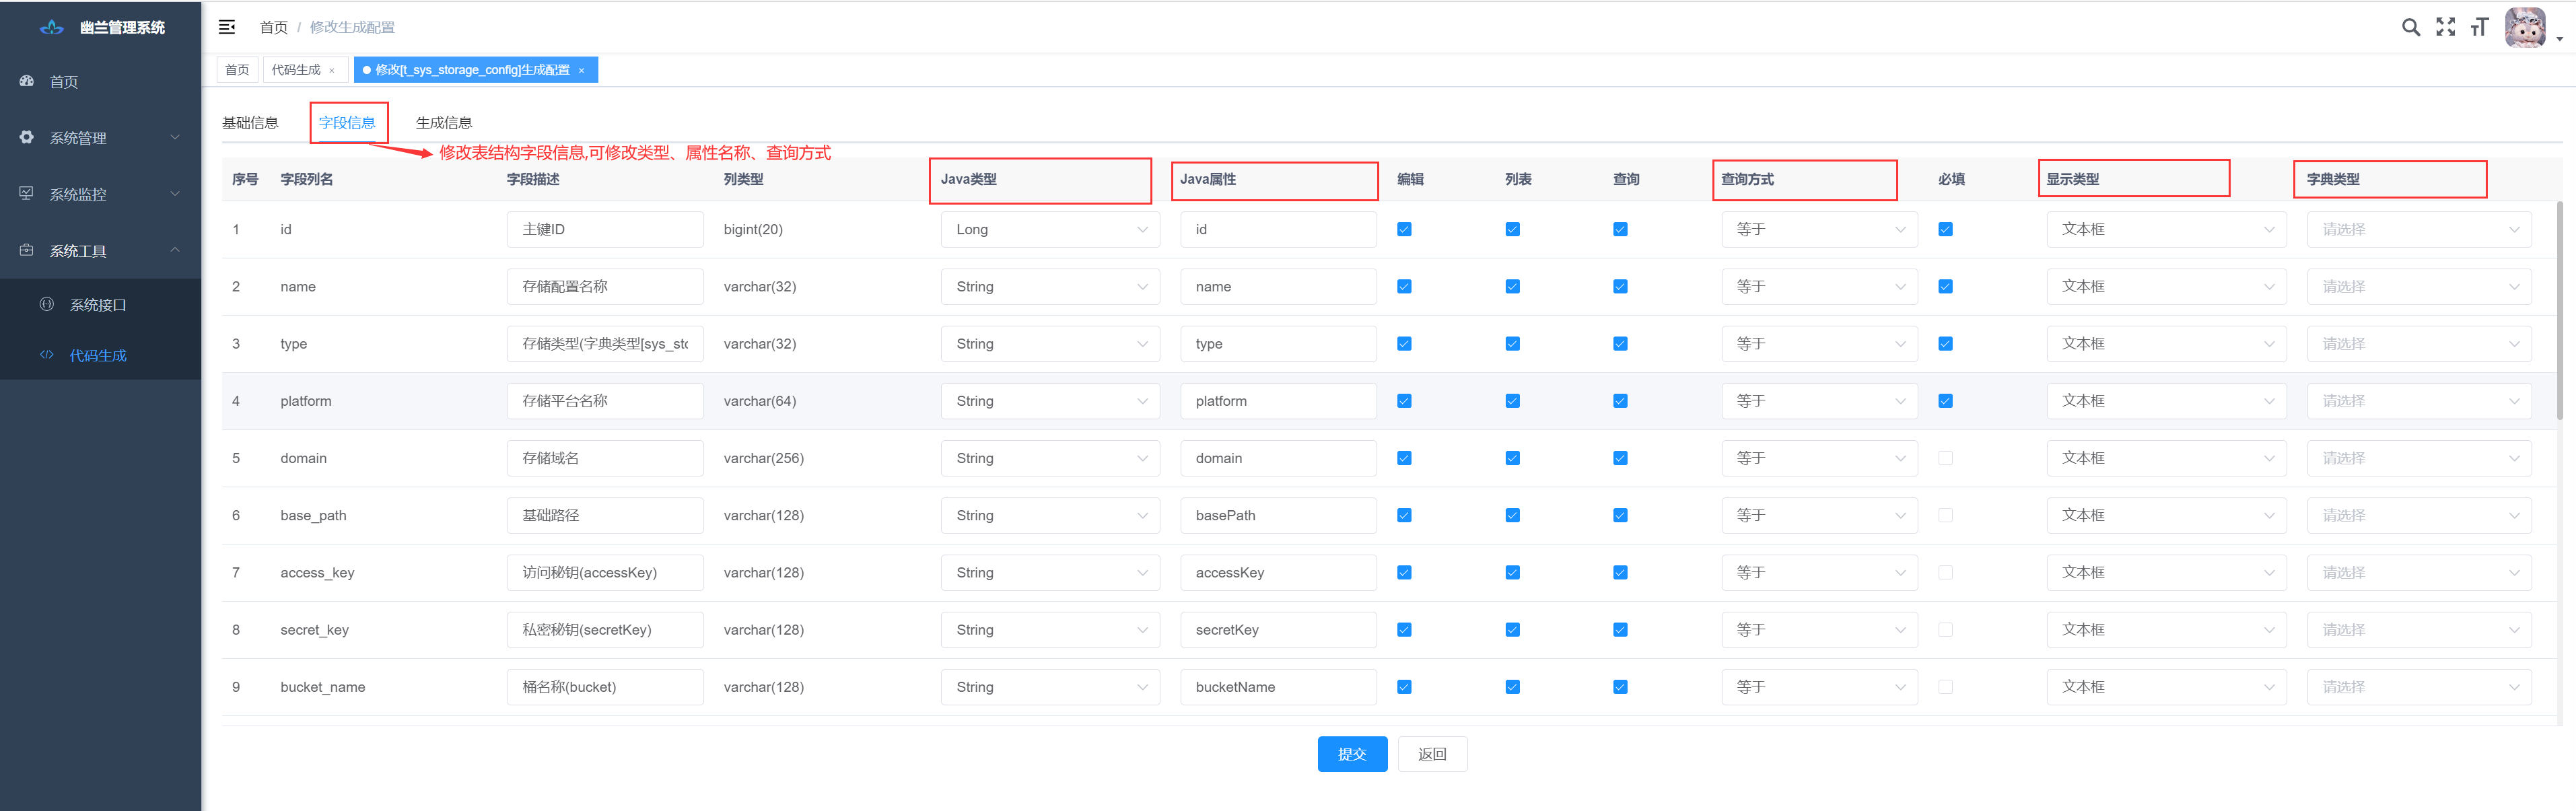 幽兰管理系统
首页 / 修改生成配置
首页 代码生成 × 修改[t_sys_storage_config]生成配置 ×
首页
系统管理
系统监控
系统工具
系统接口
代码生成
基础信息 字段信息 生成信息
修改表结构字段信息,可修改类型、属性名称、查询方式
序号 字段列名 字段描述 列类型 Java类型 Java属性 编辑 列表 查询 查询方式 必填 显示类型 字典类型
1 id 主键ID bigint(20) Long id 等于 文本框 请选择
2 name 存储配置名称 varchar(32) String name 等于 文本框 请选择
3 type 存储类型(字典类型[sys_sto varchar(32) String type 等于 文本框 请选择
4 platform 存储平台名称 varchar(64) String platform 等于 文本框 请选择
5 domain 存储域名 varchar(256) String domain 等于 文本框 请选择
6 base_path 基础路径 varchar(128) String basePath 等于 文本框 请选择
7 access_key 访问秘钥(accessKey) varchar(128) String accessKey 等于 文本框 请选择
8 secret_key 私密秘钥(secretKey) varchar(128) String secretKey 等于 文本框 请选择
9 bucket_name 桶名称(bucket) varchar(128) String bucketName 等于 文本框 请选择
提交 返回